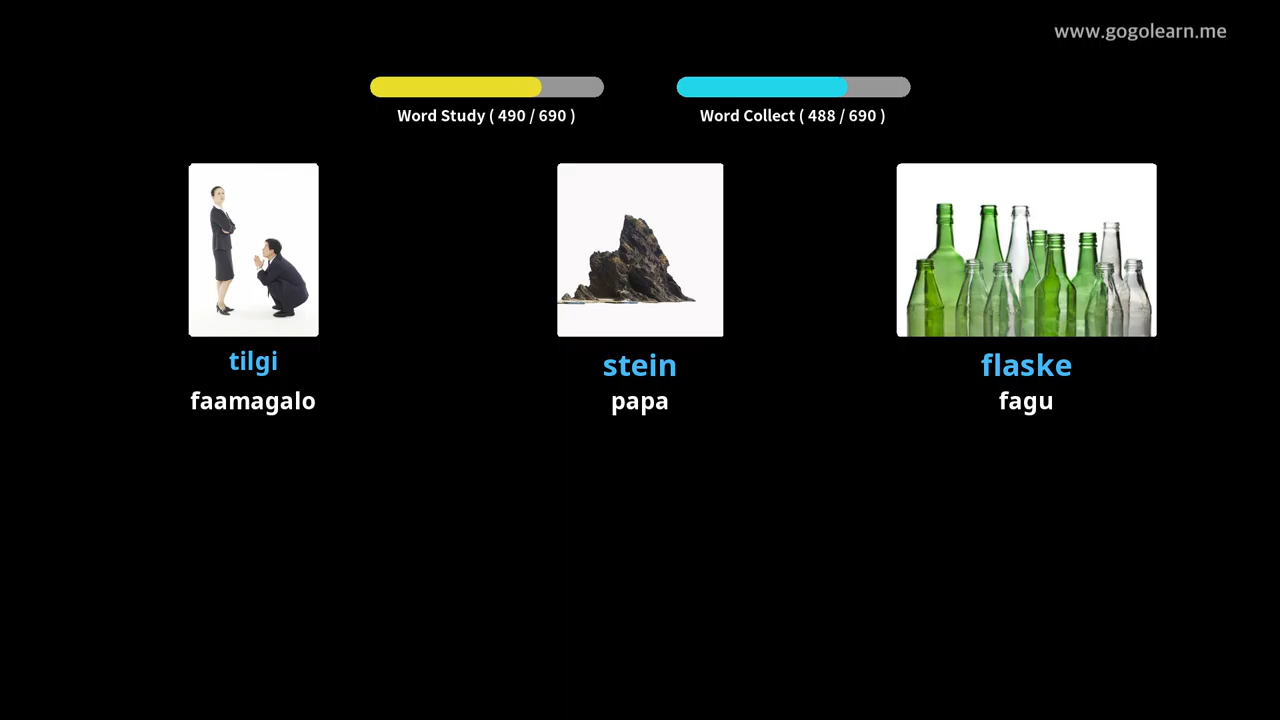 www.gogolearn.me
Word Study ( 490 / 690 )
Word Collect ( 488 / 690 )
tilgi
faamagalo
stein
papa
flaske
fagu